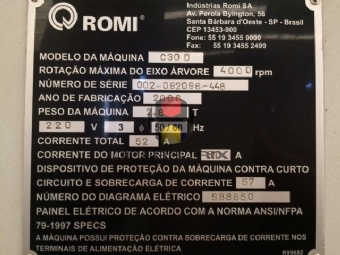 ® ROMI
Indústrias Romi SA
Av. Pérola Byington, 56
Santa Bárbara d'Oeste - SP - Brasil
CEP 13453-900
Fone: 55 19 3455 9000
Fax: 55 19 3455 2499
MODELO DA MÁQUINA C30 D
ROTAÇÃO MÁXIMA DO EIXO ÁRVORE 4000 rpm
NÚMERO DE SÉRIE 002-092096-448
ANO DE FABRICAÇÃO 2006
PESO DA MÁQUINA
220 V 3 ϕ 50/60 Hz
CORRENTE TOTAL 52 A
CORRENTE DO MOTOR PRINCIPAL A
DISPOSITIVO DE PROTEÇÃO DA MÁQUINA CONTRA CURTO
CIRCUITO E SOBRECARGA DE CORRENTE 57 A
NÚMERO DO DIAGRAMA ELÉTRICO S88650
PAINEL ELÉTRICO DE ACORDO COM A NORMA ANSI/NFPA
79-1997 SPECS
A MÁQUINA POSSUI PROTEÇÃO CONTRA SOBRECARGA DE CORRENTE NOS
TERMINAIS DE ALIMENTAÇÃO ELÉTRICA
R99682